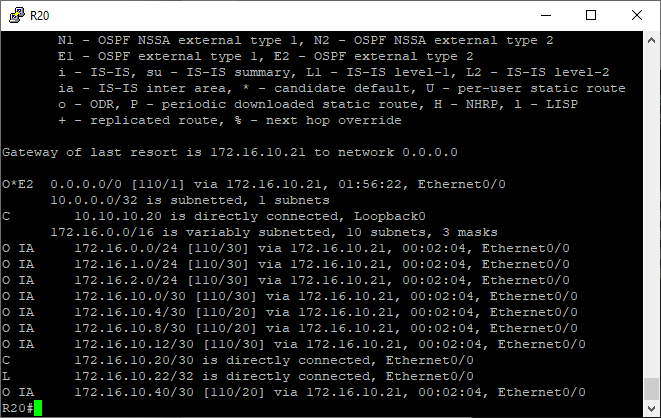 R20
N1 - OSPF NSSA external type 1, N2 - OSPF NSSA external type 2
E1 - OSPF external type 1, E2 - OSPF external type 2
i - IS-IS, su - IS-IS summary, L1 - IS-IS level-1, L2 - IS-IS level-2
ia - IS-IS inter area, * - candidate default, U - per-user static route
o - ODR, P - periodic downloaded static route, H - NHRP, l - LISP
+ - replicated route, % - next hop override
Gateway of last resort is 172.16.10.21 to network 0.0.0.0
O*E2  0.0.0.0/0 [110/1] via 172.16.10.21, 01:56:22, Ethernet0/0
10.0.0.0/32 is subnetted, 1 subnets
C        10.10.10.20 is directly connected, Loopback0
172.16.0.0/16 is variably subnetted, 10 subnets, 3 masks
O IA     172.16.0.0/24 [110/30] via 172.16.10.21, 00:02:04, Ethernet0/0
O IA     172.16.1.0/24 [110/30] via 172.16.10.21, 00:02:04, Ethernet0/0
O IA     172.16.2.0/24 [110/30] via 172.16.10.21, 00:02:04, Ethernet0/0
O IA     172.16.10.0/30 [110/30] via 172.16.10.21, 00:02:04, Ethernet0/0
O IA     172.16.10.4/30 [110/20] via 172.16.10.21, 00:02:04, Ethernet0/0
O IA     172.16.10.8/30 [110/20] via 172.16.10.21, 00:02:04, Ethernet0/0
O IA     172.16.10.12/30 [110/30] via 172.16.10.21, 00:02:04, Ethernet0/0
C        172.16.10.20/30 is directly connected, Ethernet0/0
L        172.16.10.22/32 is directly connected, Ethernet0/0
O IA     172.16.10.40/30 [110/20] via 172.16.10.21, 00:02:04, Ethernet0/0
R20#